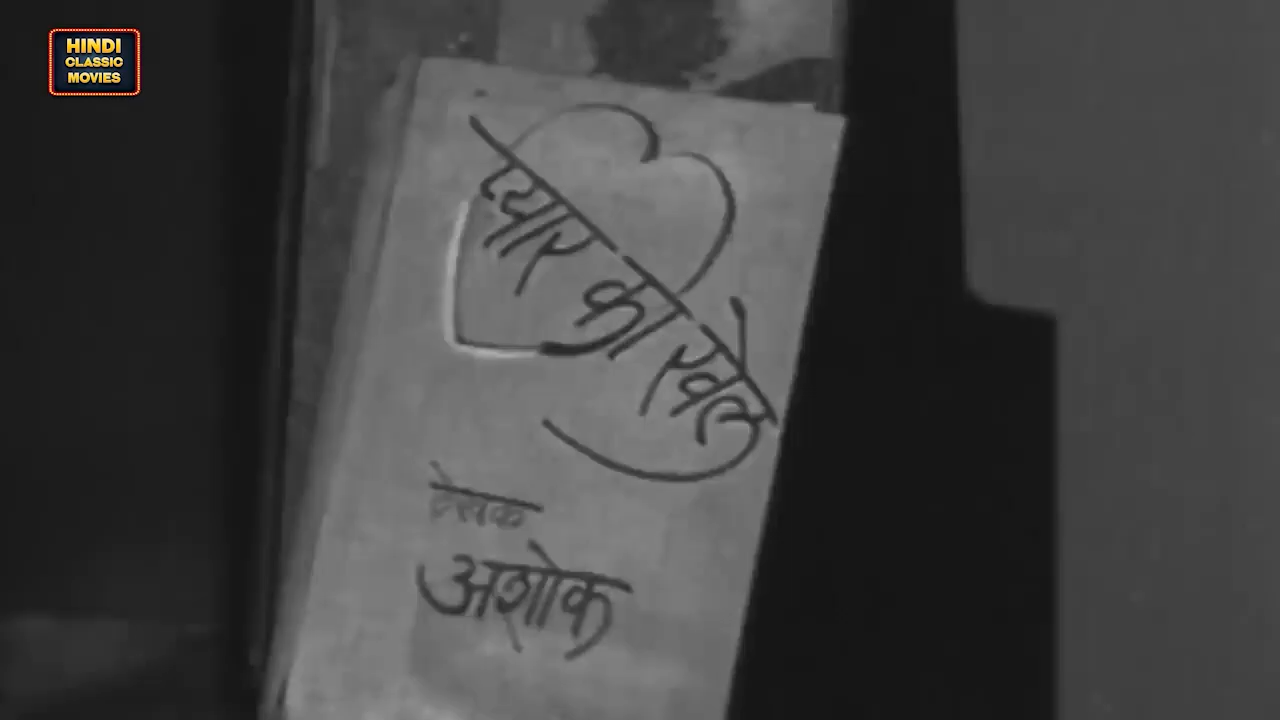 HINDI
CLASSIC
MOVIES
प्यार का खेल
लेखक
अशोक